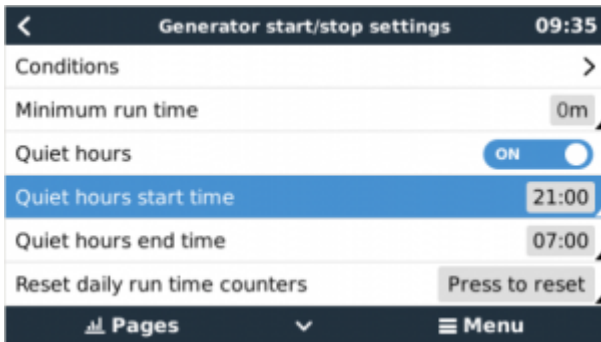 Generator start/stop settings 09:35
Conditions
Minimum run time 0m
Quiet hours ON
Quiet hours start time 21:00
Quiet hours end time 07:00
Reset daily run time counters Press to reset
Pages Menu